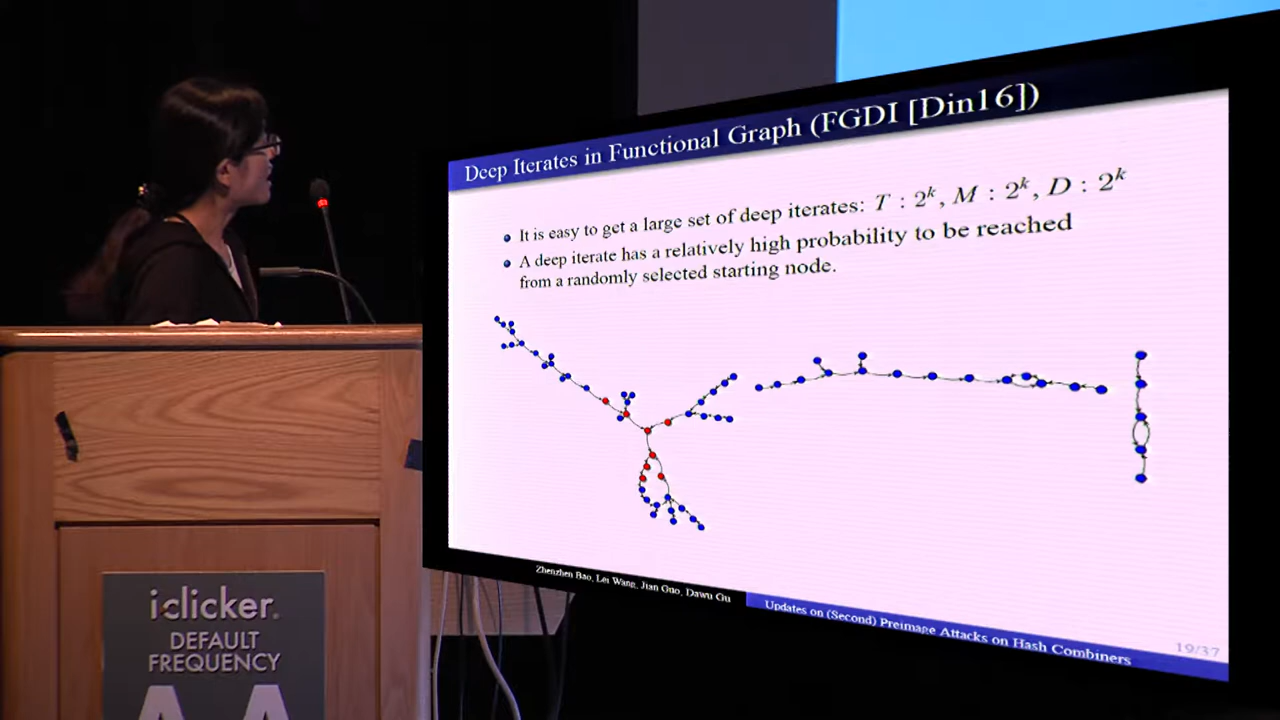 Deep Iterates in Functional Graph (FGDI [Din16])
It is easy to get a large set of deep iterates: T : 2^k, M : 2^k, D : 2^k
A deep iterate has a relatively high probability to be reached
from a randomly selected starting node.
Zhenzhen Bao, Lei Wang, Jian Guo, Dawu Gu
Updates on (Second) Preimage Attacks on Hash Combiners
19/37
iclicker.
DEFAULT
FREQUENCY
AA